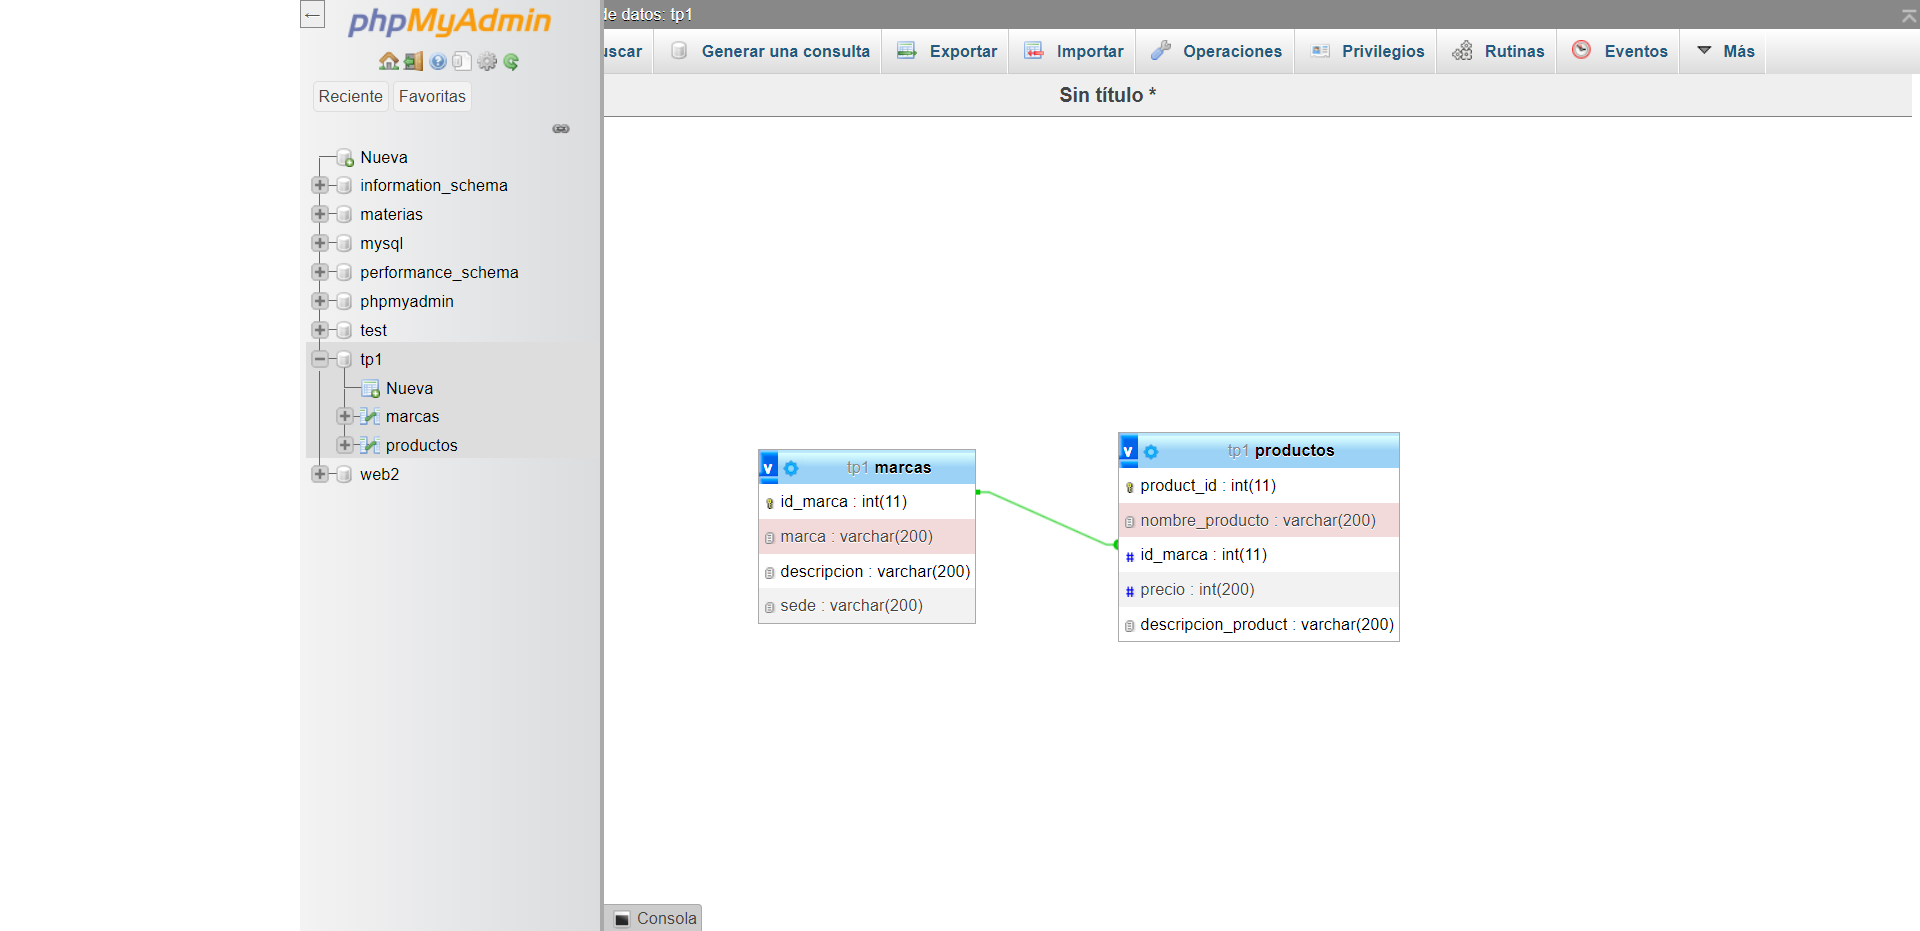 phpMyAdmin
Reciente Favoritas
Nueva
information_schema
materias
mysql
performance_schema
phpmyadmin
test
tp1
Nueva
marcas
productos
web2
de datos: tp1
uscar Generar una consulta Exportar Importar Operaciones Privilegios Rutinas Eventos Más
Sin título *
v tp1 marcas
id_marca : int(11)
marca : varchar(200)
descripcion : varchar(200)
sede : varchar(200)
v tp1 productos
product_id : int(11)
nombre_producto : varchar(200)
# id_marca : int(11)
# precio : int(200)
descripcion_product : varchar(200)
Consola